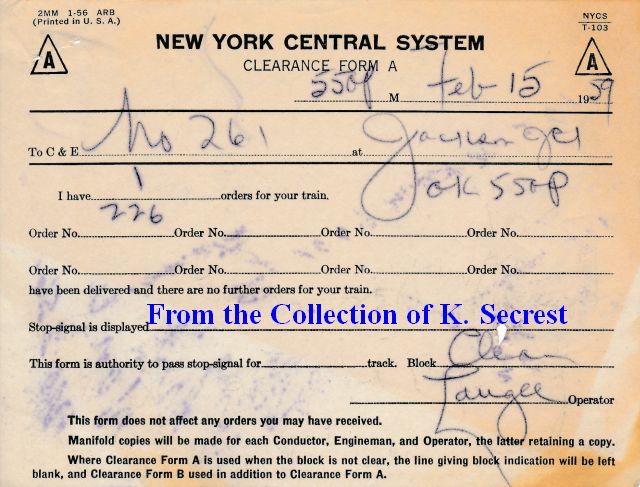 2MM 1-56 ARB
(Printed in U. S. A.)
NYCS
T-103
A
NEW YORK CENTRAL SYSTEM
A
CLEARANCE FORM A
550p M Feb 15 1959
To C & E No 261 at Jackson Jct
I have 1 orders for your train. OK 550p
226
Order No. Order No. Order No. Order No.
Order No. Order No. Order No. Order No.
have been delivered and there are no further orders for your train.
From the Collection of K. Secrest
Stop-signal is displayed
This form is authority to pass stop-signal for track. Block Clear
Operator
This form does not affect any orders you may have received.
Manifold copies will be made for each Conductor, Engineman, and Operator, the latter retaining a copy.
Where Clearance Form A is used when the block is not clear, the line giving block indication will be left
blank, and Clearance Form B used in addition to Clearance Form A.